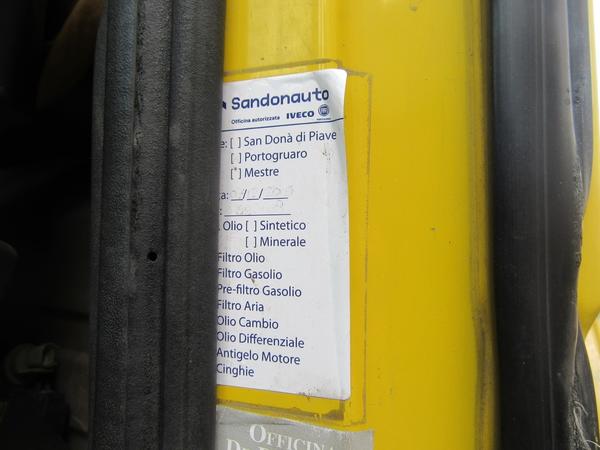 Sandonauto
Officina autorizzata IVECO
e: [ ] San Donà di Piave
[ ] Portogruaro
[*] Mestre
a: / /
:
. Olio [ ] Sintetico
[ ] Minerale
Filtro Olio
Filtro Gasolio
Pre-filtro Gasolio
Filtro Aria
Olio Cambio
Olio Differenziale
Antigelo Motore
Cinghie
OFFICINA